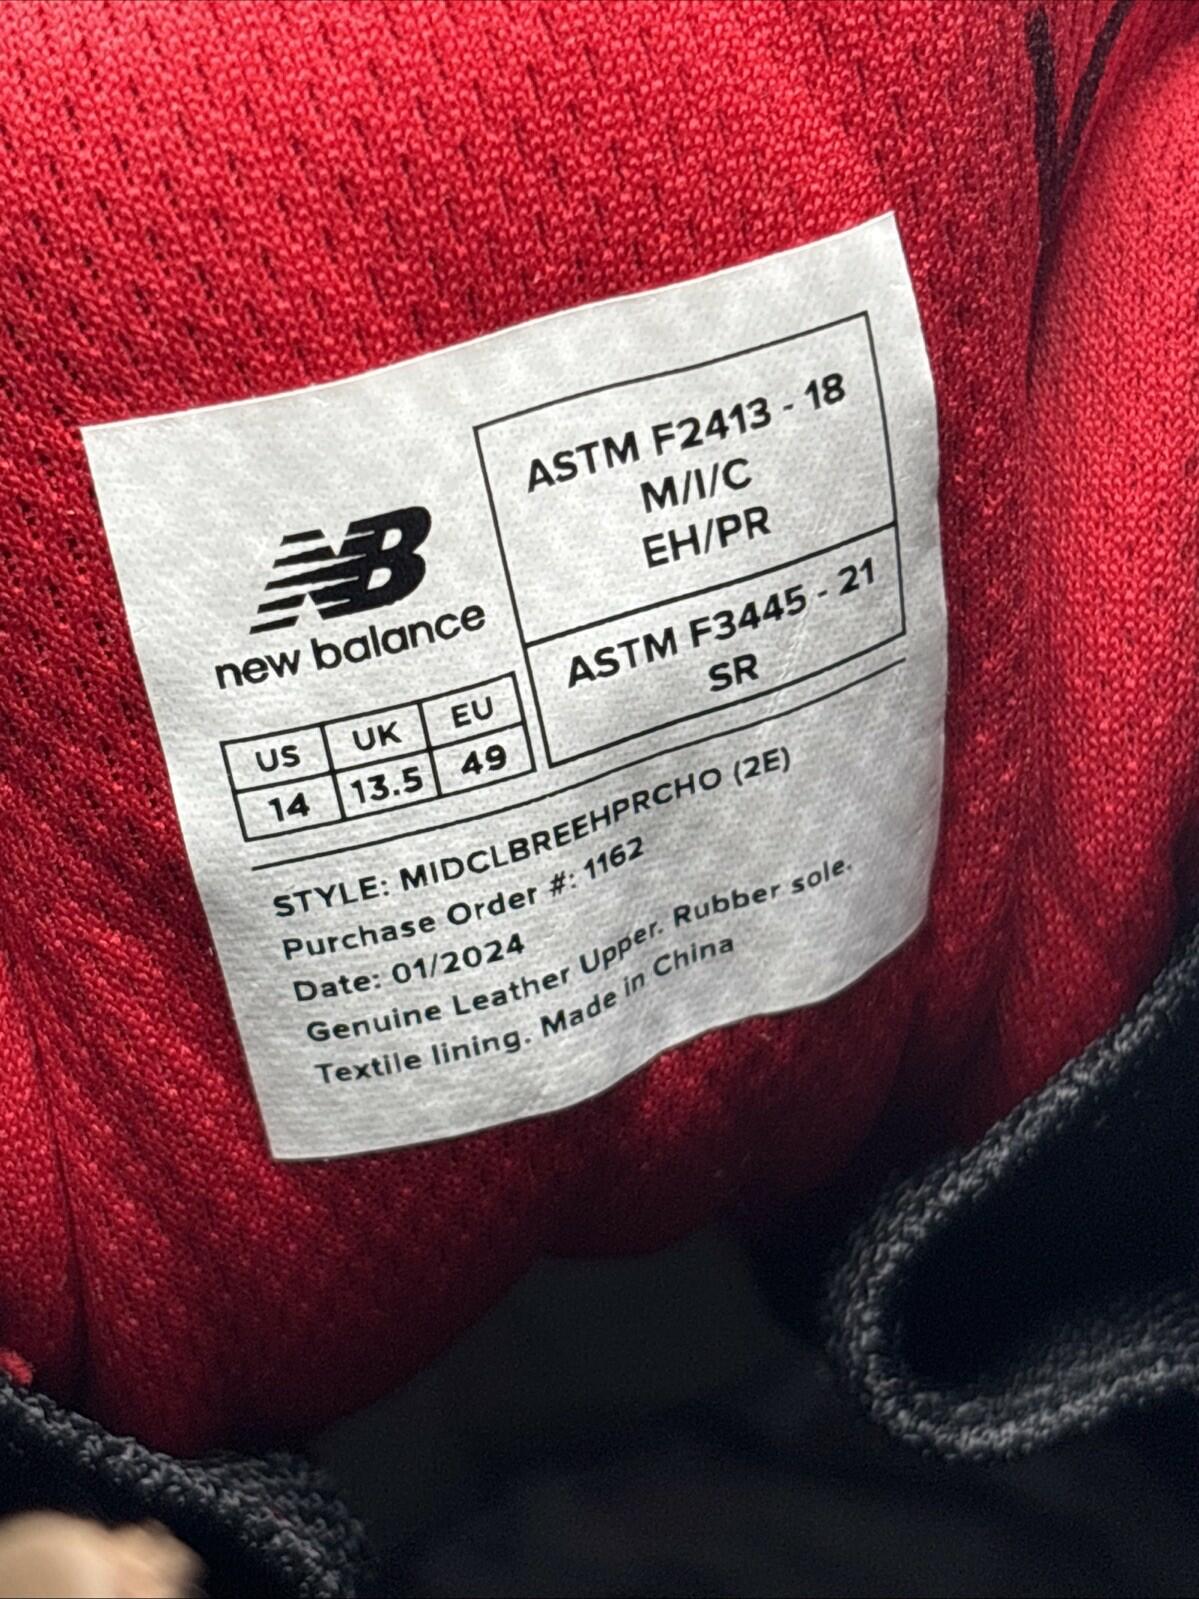 NB
new balance
ASTM F2413 - 18
M/I/C
EH/PR
ASTM F3445 - 21
SR
US UK EU
14 13.5 49
STYLE: MIDCLBREEHPRCHO (2E)
Purchase Order #: 1162
Date: 01/2024
Genuine Leather Upper. Rubber sole.
Textile lining. Made in China